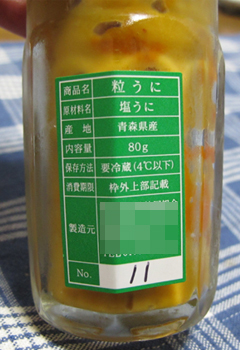 商品名 粒うに
原材料名 塩うに
産地 青森県産
内容量 80g
保存方法 要冷蔵(4℃以下)
消費期限 枠外上部記載
製造元
No. 11